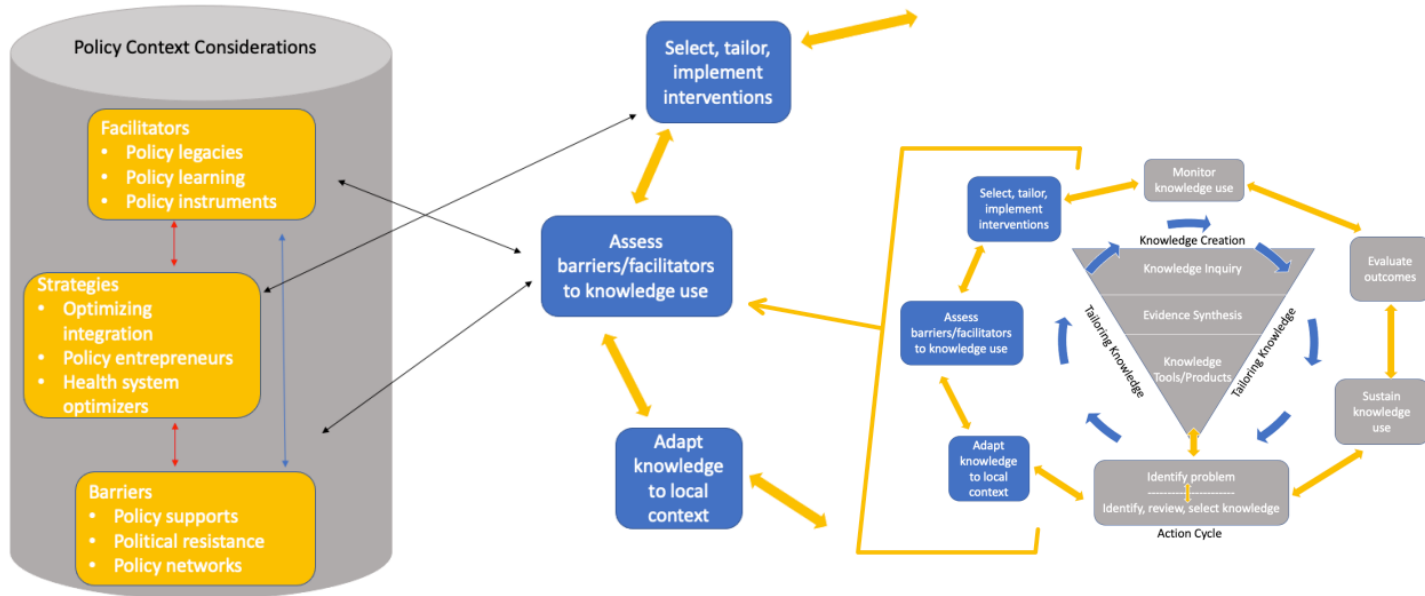 Policy Context Considerations
Facilitators
• Policy legacies
• Policy learning
• Policy instruments
Strategies
• Optimizing
integration
• Policy entrepreneurs
• Health system
optimizers
Barriers
• Policy supports
• Political resistance
• Policy networks
Select, tailor,
implement
interventions
Assess
barriers/facilitators
to knowledge use
Adapt
knowledge
to local
context
Select, tailor,
implement
interventions
Assess
barriers/facilitators
to knowledge use
Adapt
knowledge
to local
context
Monitor
knowledge use
Evaluate
outcomes
Sustain
knowledge
use
Knowledge Creation
Knowledge Inquiry
Evidence Synthesis
Knowledge
Tools/Products
Tailoring Knowledge
Tailoring Knowledge
Identify problem
------------------------
Identify, review, select knowledge
Action Cycle